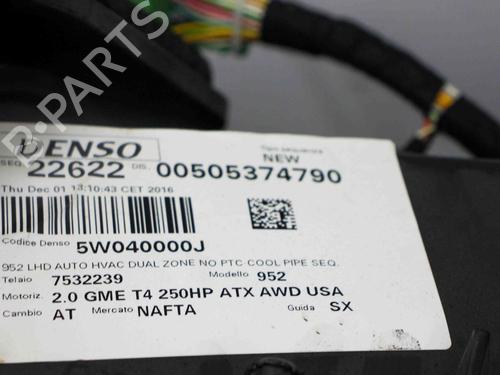 B-PARTS
DENSO
Tipo sequenza
NEW
SEQ. 22622 DIS. 00505374790
Thu Dec 01 13:10:43 CET 2016
Codice Denso 5W040000J
952 LHD AUTO HVAC DUAL ZONE NO PTC COOL PIPE SEQ.
Telaio 7532239 Modello 952
Motoriz. 2.0 GME T4 250HP ATX AWD USA
Cambio AT Mercato NAFTA Guida SX